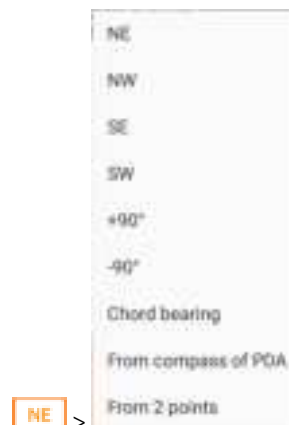 NE
NW
SE
SW
+90°
-90°
Chord bearing
From compass of PDA
From 2 points
NE >